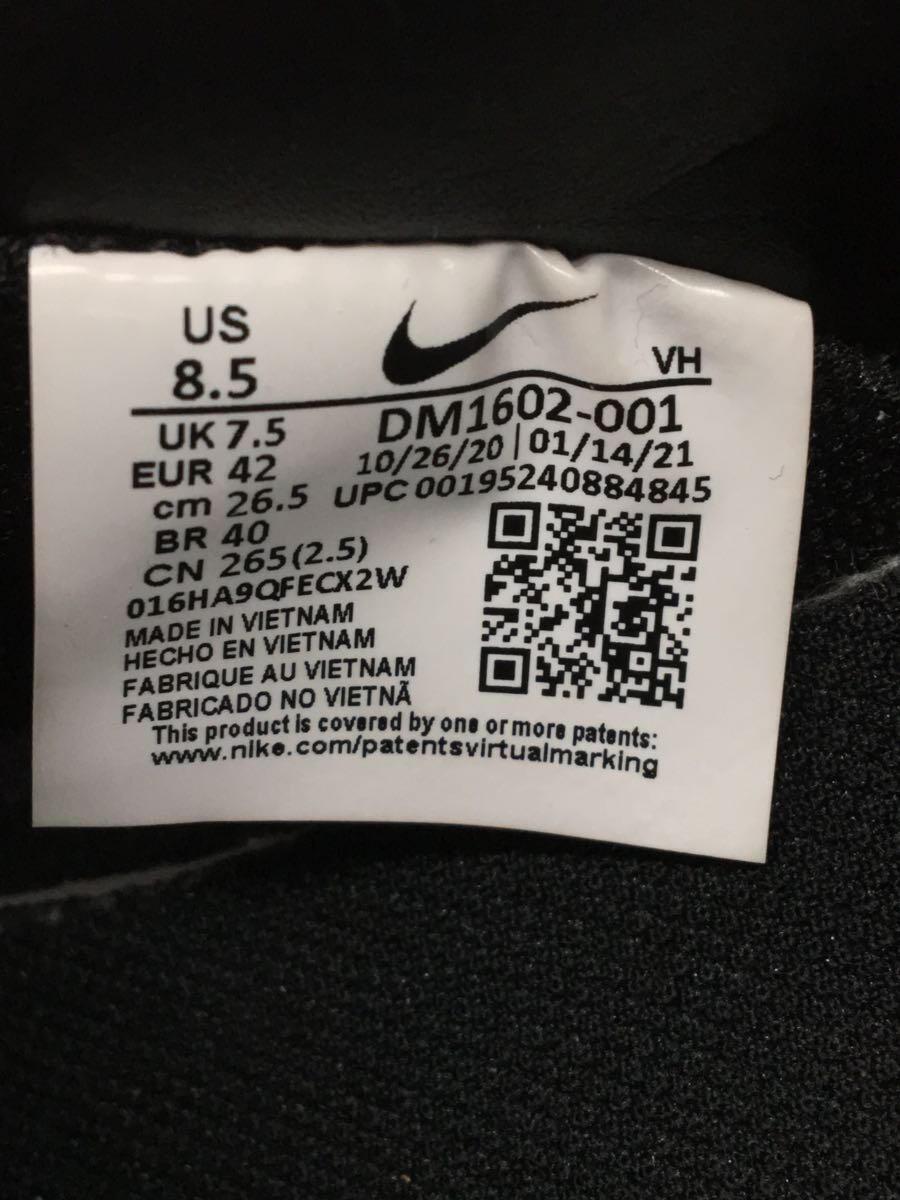 US
8.5
VH
UK 7.5
EUR 42
cm 26.5
BR 40
CN 265(2.5)
DM1602-001
10/26/20 | 01/14/21
UPC 00195240884845
016HA9QFECX2W
MADE IN VIETNAM
HECHO EN VIETNAM
FABRIQUE AU VIETNAM
FABRICADO NO VIETNÃ
This product is covered by one or more patents:
www.nike.com/patentsvirtualmarking